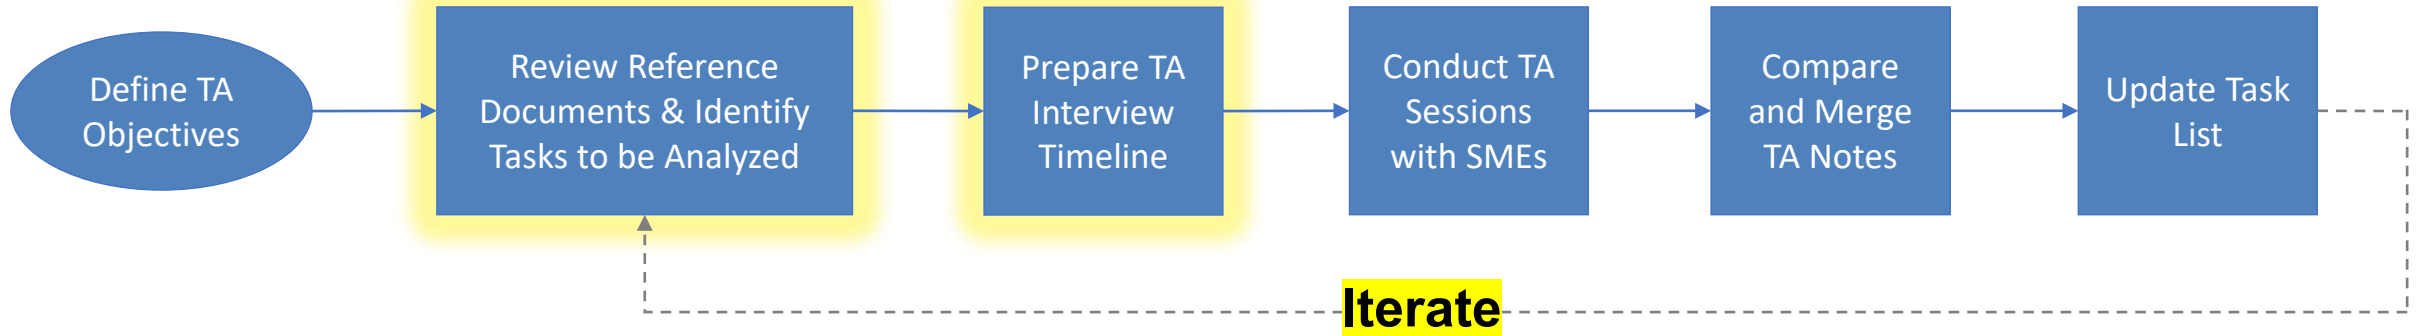 Define TA
Objectives
Review Reference
Documents & Identify
Tasks to be Analyzed
Prepare TA
Interview
Timeline
Conduct TA
Sessions
with SMEs
Compare
and Merge
TA Notes
Update Task
List
Iterate